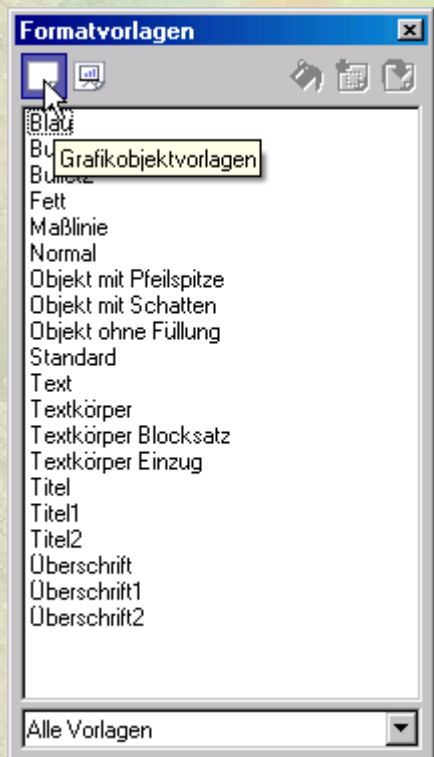 Formatvorlagen
Blau
Grafikobjektvorlagen
Fett
Maßlinie
Normal
Objekt mit Pfeilspitze
Objekt mit Schatten
Objekt ohne Füllung
Standard
Text
Textkörper
Textkörper Blocksatz
Textkörper Einzug
Titel
Titel1
Titel2
Überschrift
Überschrift1
Überschrift2
Alle Vorlagen